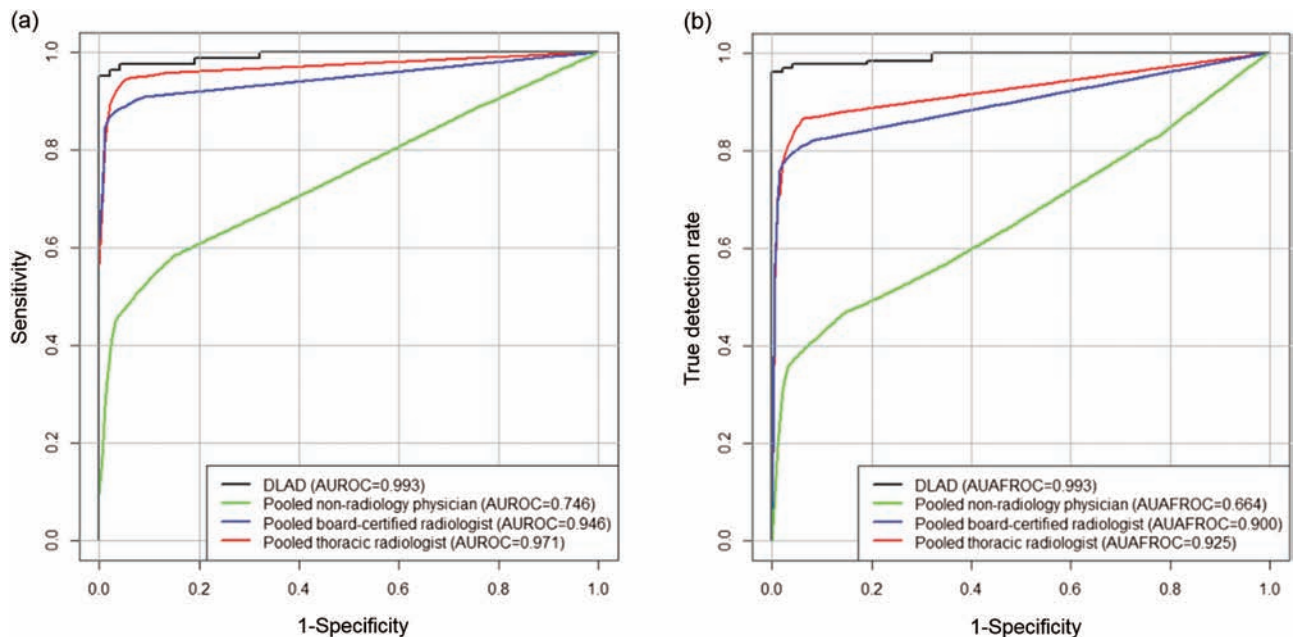 (a)
Sensitivity
1.0
0.8
0.6
0.4
0.2
0.0
DLAD (AUROC=0.993)
Pooled non-radiology physician (AUROC=0.746)
Pooled board-certified radiologist (AUROC=0.946)
Pooled thoracic radiologist (AUROC=0.971)
0.0 0.2 0.4 0.6 0.8 1.0
1-Specificity
(b)
True detection rate
1.0
0.8
0.6
0.4
0.2
0.0
DLAD (AUAFROC=0.993)
Pooled non-radiology physician (AUAFROC=0.664)
Pooled board-certified radiologist (AUAFROC=0.900)
Pooled thoracic radiologist (AUAFROC=0.925)
0.0 0.2 0.4 0.6 0.8 1.0
1-Specificity